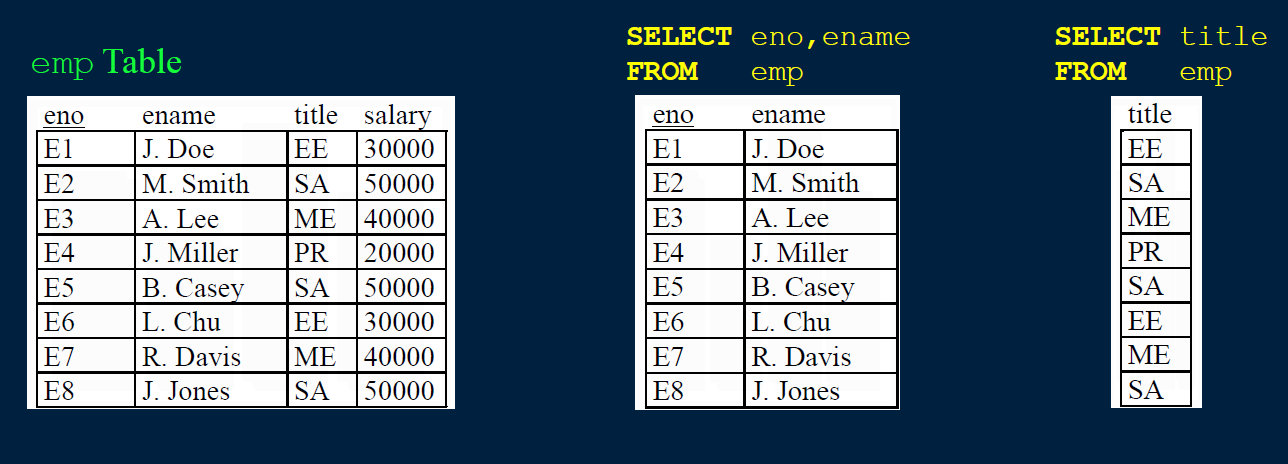 emp Table
eno ename title salary
E1 J. Doe EE 30000
E2 M. Smith SA 50000
E3 A. Lee ME 40000
E4 J. Miller PR 20000
E5 B. Casey SA 50000
E6 L. Chu EE 30000
E7 R. Davis ME 40000
E8 J. Jones SA 50000
SELECT eno,ename
FROM emp
eno ename
E1 J. Doe
E2 M. Smith
E3 A. Lee
E4 J. Miller
E5 B. Casey
E6 L. Chu
E7 R. Davis
E8 J. Jones
SELECT title
FROM emp
title
EE
SA
ME
PR
SA
EE
ME
SA